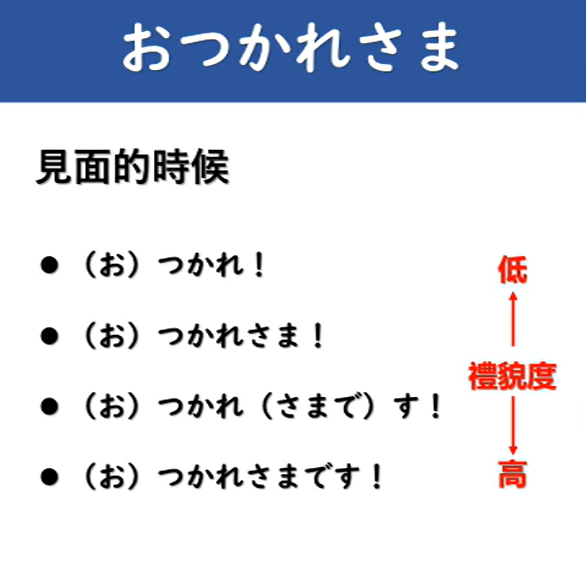 おつかれさま
見面的時候
● （お）つかれ！
● （お）つかれさま！
● （お）つかれ（さまで）す！
● （お）つかれさまです！
低
禮貌度
高